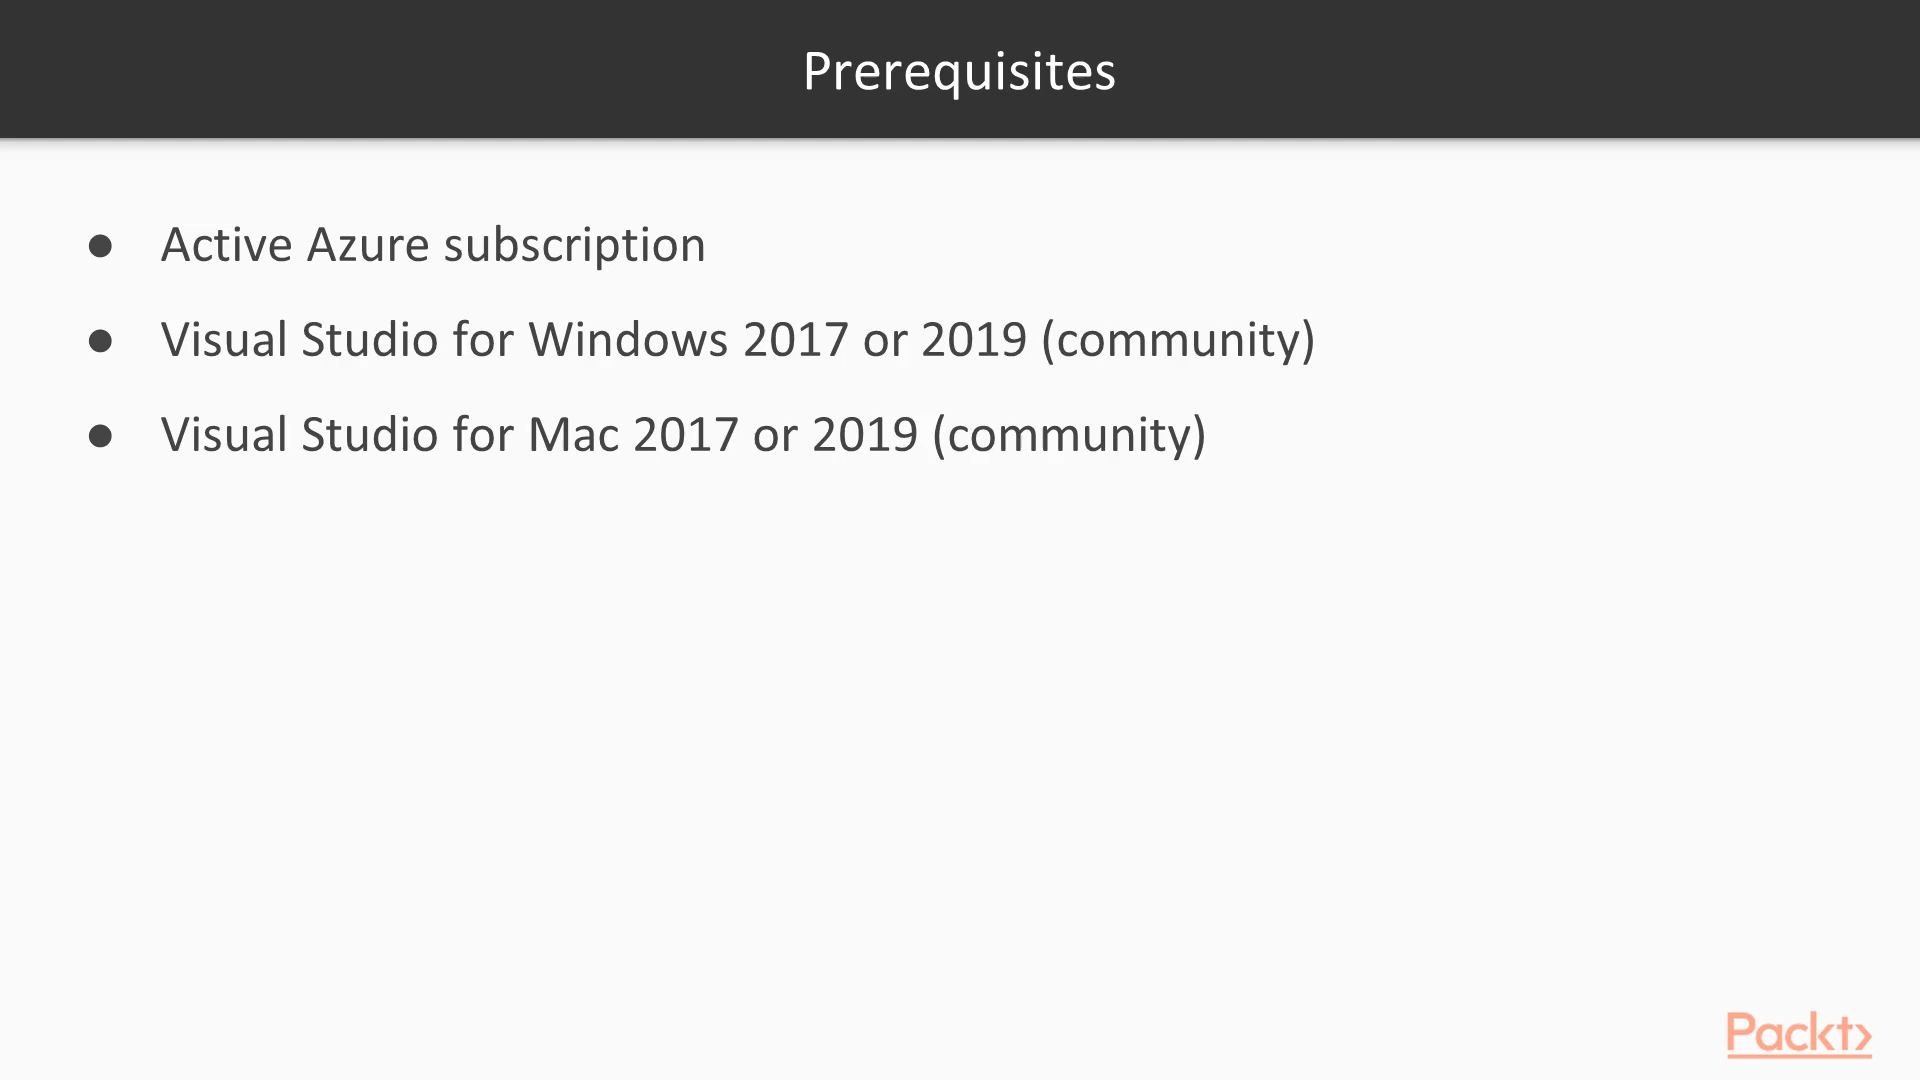 Prerequisites
● Active Azure subscription
● Visual Studio for Windows 2017 or 2019 (community)
● Visual Studio for Mac 2017 or 2019 (community)
Packt>